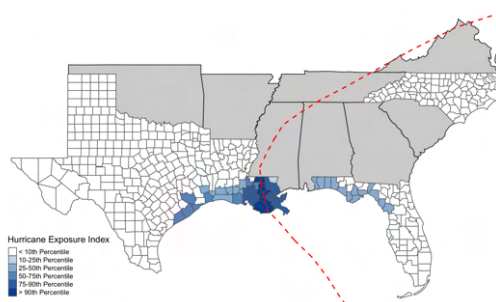 Hurricane Exposure Index
< 10th Percentile
10-25th Percentile
25-50th Percentile
50-75th Percentile
75-90th Percentile
> 90th Percentile